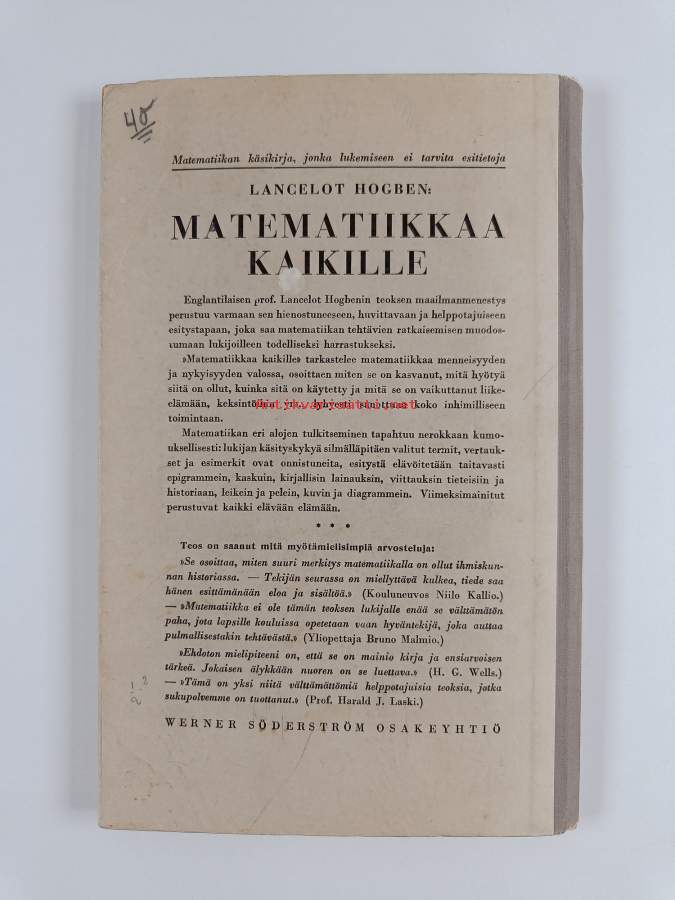 40
Matematiikan käsikirja, jonka lukemiseen ei tarvita esitietoja
LANCELOT HOGBEN:
MATEMATIIKKAA
KAIKILLE
Englantilaisen prof. Lancelot Hogbenin teoksen maailmanmenestys
perustuu varmaan sen hienostuneeseen, huvittavaan ja helppotajuiseen
esitystapaan, joka saa matematiikan tehtävien ratkaisemisen muodos-
tumaan lukijoilleen todelliseksi harrastukseksi.
»Matematiikkaa kaikille» tarkastelee matematiikkaa menneisyyden
ja nykyisyyden valossa, osoittaen miten se on kasvanut, mitä hyötyä
siitä on ollut, kuinka sitä on käytetty ja mitä se on vaikuttanut liike-
elämään, keksintöihin ym., lyhyesti sanottuna koko inhimilliseen
toimintaan.
Matematiikan eri alojen tulkitseminen tapahtuu nerokkaan kumo-
uksellisesti: lukijan käsityskykyä silmälläpitäen valitut termit, vertauk-
set ja esimerkit ovat onnistuneita, esitystä elävöitetään taitavasti
epigrammein, kaskuin, kirjallisin lainauksin, viittauksin tieteisiin ja
historiaan, leikein ja pelein, kuvin ja diagrammein. Viimeksimainitut
perustuvat kaikki elävään elämään.
* * *
Teos on saanut mitä myötämielisimpiä arvosteluja:
»Se osoittaa, miten suuri merkitys matematiikalla on ollut ihmiskun-
nan historiassa. — Tekijän seurassa on miellyttävä kulkea, tiede saa
hänen esittämänään eloa ja sisältöä.» (Kouluneuvos Niilo Kallio.)
— »Matematiikka ei ole tämän teoksen lukijalle enää se välttämätön
paha, jota lapsille kouluissa opetetaan vaan hyväntekijä, joka auttaa
pulmallisestakin tehtävästä.» (Yliopettaja Bruno Malmio.)
»Ehdoton mielipiteeni on, että se on mainio kirja ja ensiarvoisen
tärkeä. Jokaisen älykkään nuoren on se luettava.» (H. G. Wells.)
— »Tämä on yksi niitä välttämättömiä helppotajuisia teoksia, jotka
sukupolvemme on tuottanut.» (Prof. Harald J. Laski.)
WERNER SÖDERSTRÖM OSAKEYHTIÖ